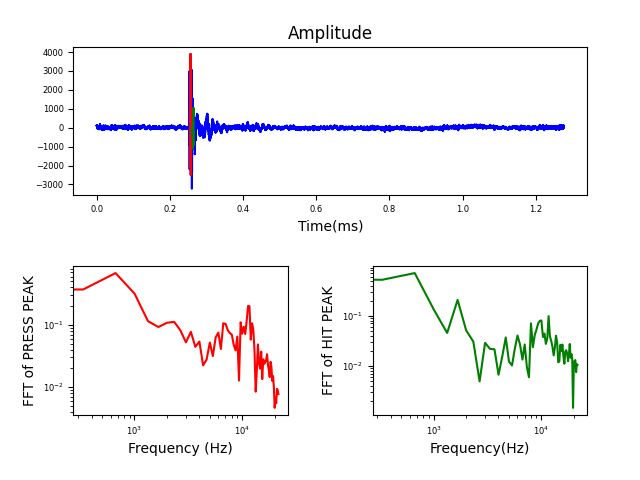 Amplitude
4000
3000
2000
1000
0
−1000
−2000
−3000
0.0 0.2 0.4 0.6 0.8 1.0 1.2
Time(ms)
FFT of PRESS PEAK
10⁻¹
10⁻²
10³ 10⁴
Frequency (Hz)
FFT of HIT PEAK
10⁻¹
10⁻²
10³ 10⁴
Frequency(Hz)